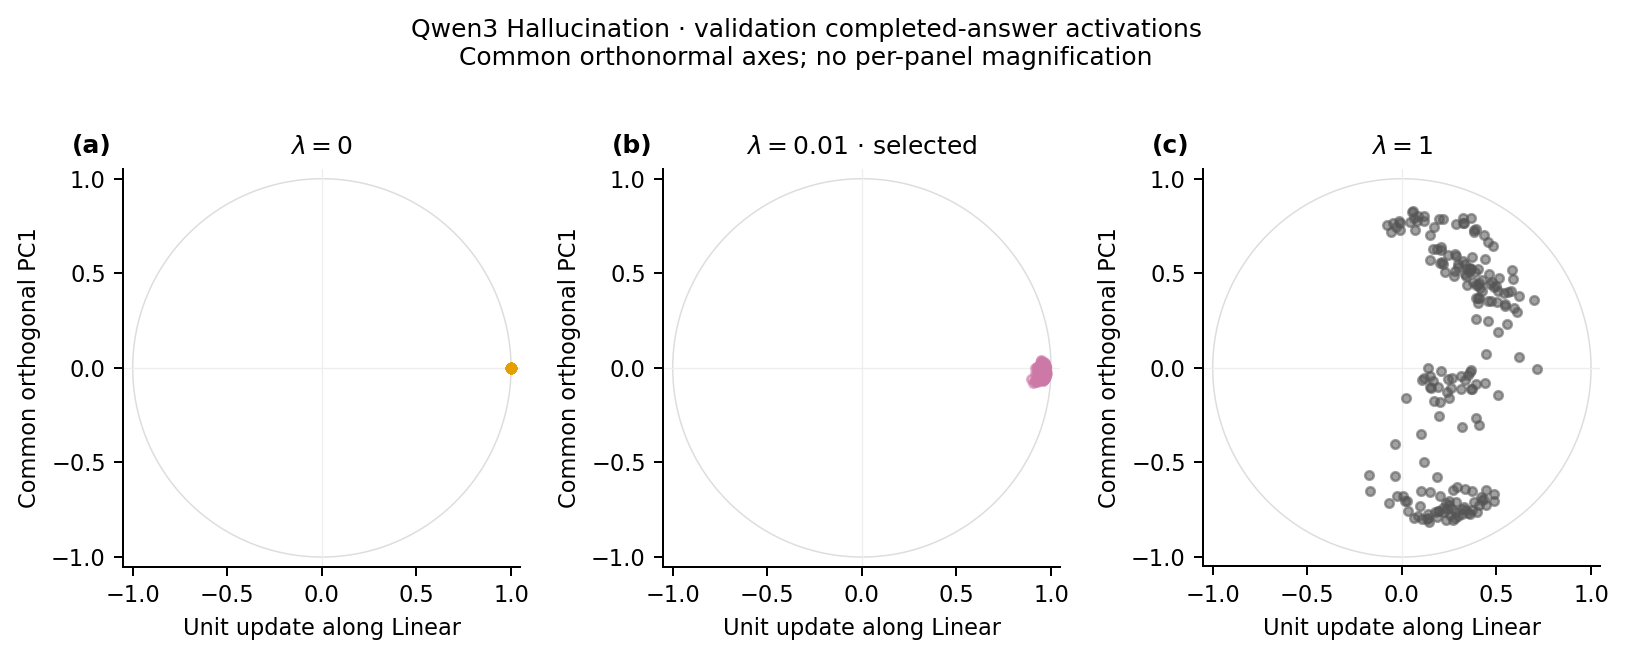 Qwen3 Hallucination · validation completed-answer activations
Common orthonormal axes; no per-panel magnification
(a)
λ = 0
1.0
0.5
0.0
−0.5
−1.0
Common orthogonal PC1
−1.0 −0.5 0.0 0.5 1.0
Unit update along Linear
(b)
λ = 0.01 · selected
1.0
0.5
0.0
−0.5
−1.0
Common orthogonal PC1
−1.0 −0.5 0.0 0.5 1.0
Unit update along Linear
(c)
λ = 1
1.0
0.5
0.0
−0.5
−1.0
Common orthogonal PC1
−1.0 −0.5 0.0 0.5 1.0
Unit update along Linear